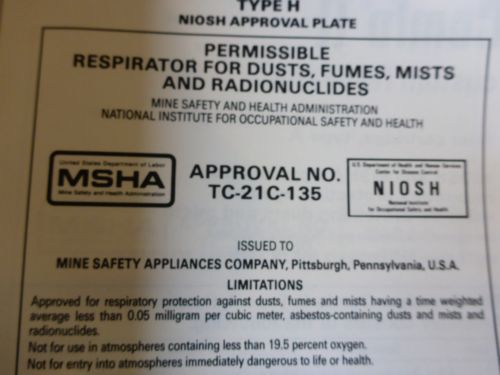 TYPE H
NIOSH APPROVAL PLATE
PERMISSIBLE
RESPIRATOR FOR DUSTS, FUMES, MISTS
AND RADIONUCLIDES
MINE SAFETY AND HEALTH ADMINISTRATION
NATIONAL INSTITUTE FOR OCCUPATIONAL SAFETY AND HEALTH
United States Department of Labor
MSHA
Mine Safety and Health Administration
APPROVAL NO.
TC-21C-135
U.S. Department of Health and Human Services
Center for Disease Control
NIOSH
National Institute
for Occupational Safety and Health
ISSUED TO
MINE SAFETY APPLIANCES COMPANY, Pittsburgh, Pennsylvania, U.S.A.
LIMITATIONS
Approved for respiratory protection against dusts, fumes and mists having a time weighted
average less than 0.05 milligram per cubic meter, asbestos-containing dusts and mists and
radionuclides.
Not for use in atmospheres containing less than 19.5 percent oxygen.
Not for entry into atmospheres immediately dangerous to life or health.